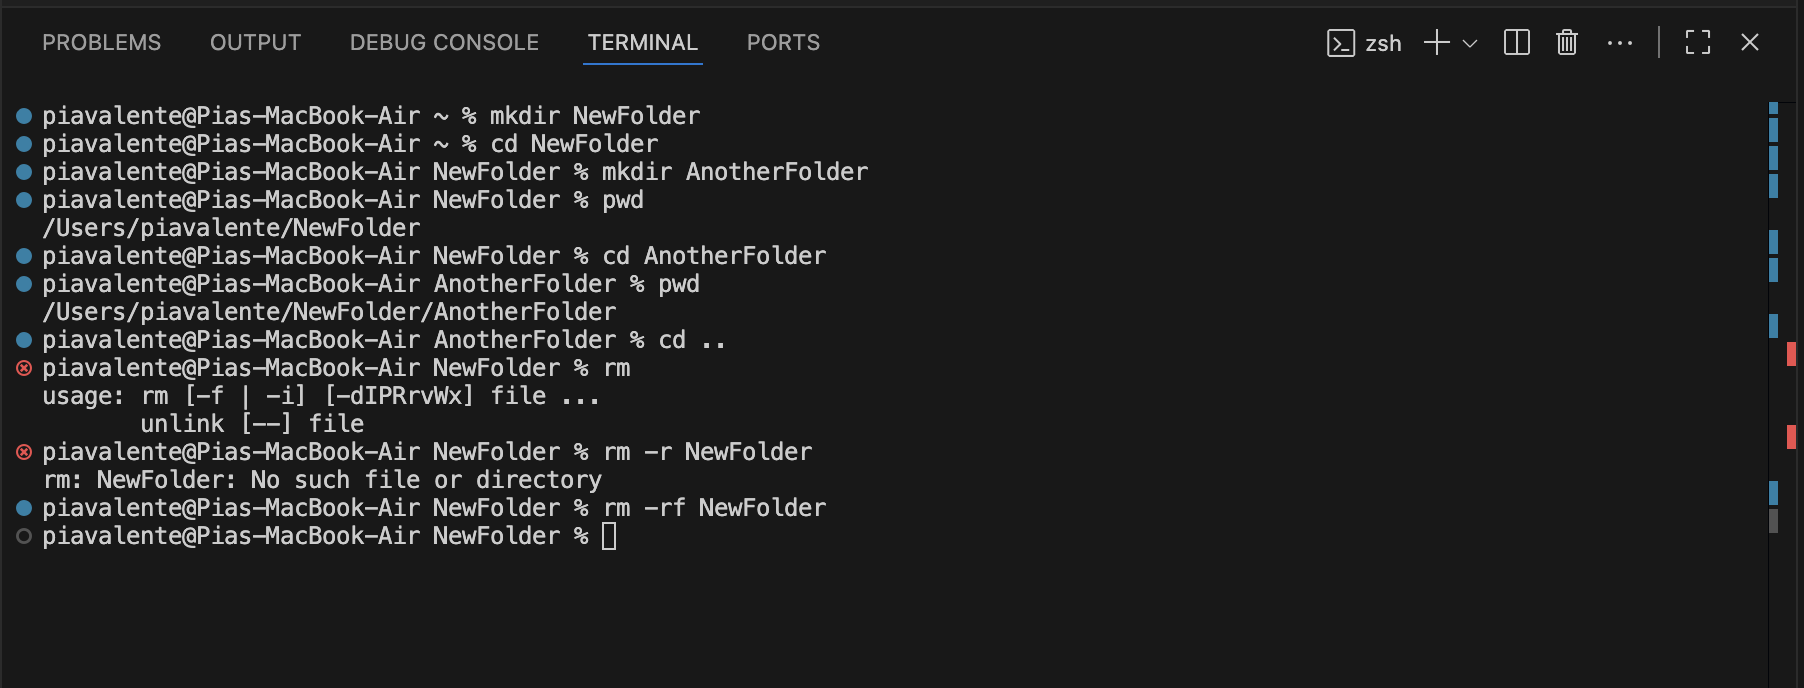 PROBLEMS OUTPUT DEBUG CONSOLE TERMINAL PORTS zsh
piavalente@Pias-MacBook-Air ~ % mkdir NewFolder
piavalente@Pias-MacBook-Air ~ % cd NewFolder
piavalente@Pias-MacBook-Air NewFolder % mkdir AnotherFolder
piavalente@Pias-MacBook-Air NewFolder % pwd
/Users/piavalente/NewFolder
piavalente@Pias-MacBook-Air NewFolder % cd AnotherFolder
piavalente@Pias-MacBook-Air AnotherFolder % pwd
/Users/piavalente/NewFolder/AnotherFolder
piavalente@Pias-MacBook-Air AnotherFolder % cd ..
piavalente@Pias-MacBook-Air NewFolder % rm
usage: rm [-f | -i] [-dIPRrvWx] file ...
       unlink [--] file
piavalente@Pias-MacBook-Air NewFolder % rm -r NewFolder
rm: NewFolder: No such file or directory
piavalente@Pias-MacBook-Air NewFolder % rm -rf NewFolder
piavalente@Pias-MacBook-Air NewFolder %